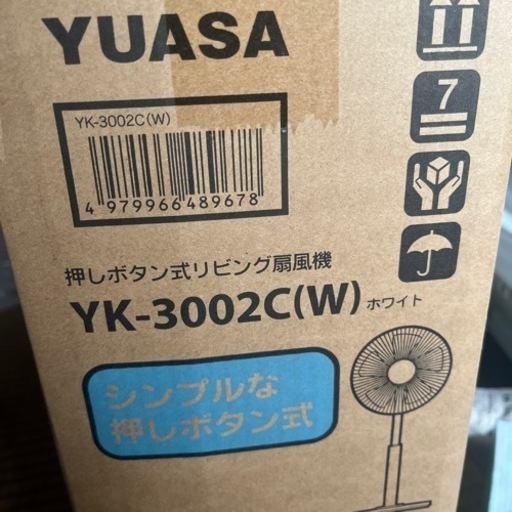 YUASA
YK-3002C(W)
4 979966 489678
7
押しボタン式リビング扇風機
YK-3002C(W) ホワイト
シンプルな
押しボタン式